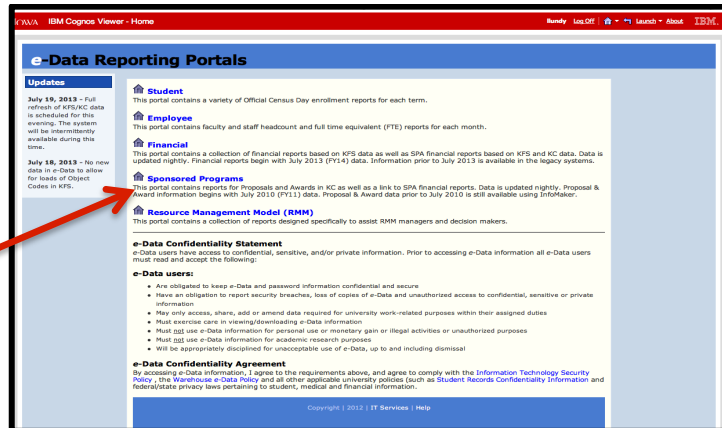 IOWA IBM Cognos Viewer - Home
llundy Log Off Launch About IBM.
e-Data Reporting Portals
Updates
July 19, 2013 - Full
refresh of KFS/KC data
is scheduled for this
evening. The system
will be intermittently
available during this
time.
July 18, 2013 - No new
data in e-Data to allow
for loads of Object
Codes in KFS.
Student
This portal contains a variety of Official Census Day enrollment reports for each term.
Employee
This portal contains faculty and staff headcount and full time equivalent (FTE) reports for each month.
Financial
This portal contains a collection of financial reports based on KFS data as well as SPA financial reports based on KFS and KC data. Data is
updated nightly. Financial reports begin with July 2013 (FY14) data. Information prior to July 2013 is available in the legacy systems.
Sponsored Programs
This portal contains reports for Proposals and Awards in KC as well as a link to SPA financial reports. Data is updated nightly. Proposal &
Award information begins with July 2010 (FY11) data. Proposal & Award data prior to July 2010 is still available using InfoMaker.
Resource Management Model (RMM)
This portal contains a collection of reports designed specifically to assist RMM managers and decision makers.
e-Data Confidentiality Statement
e-Data users have access to confidential, sensitive, and/or private information. Prior to accessing e-Data information all e-Data users
must read and accept the following:
e-Data users:
• Are obligated to keep e-Data and password information confidential and secure
• Have an obligation to report security breaches, loss of copies of e-Data and unauthorized access to confidential, sensitive or private
information
• May only access, share, add or amend data required for university work-related purposes within their assigned duties
• Must exercise care in viewing/downloading e-Data information
• Must not use e-Data information for personal use or monetary gain or illegal activities or unauthorized purposes
• Must not use e-Data information for academic research purposes
• Will be appropriately disciplined for unacceptable use of e-Data, up to and including dismissal
e-Data Confidentiality Agreement
By accessing e-Data information, I agree to the requirements above, and agree to comply with the Information Technology Security
Policy , the Warehouse e-Data Policy and all other applicable university policies (such as Student Records Confidentiality Information and
federal/state privacy laws pertaining to student, medical and financial information.
Copyright | 2012 | IT Services | Help